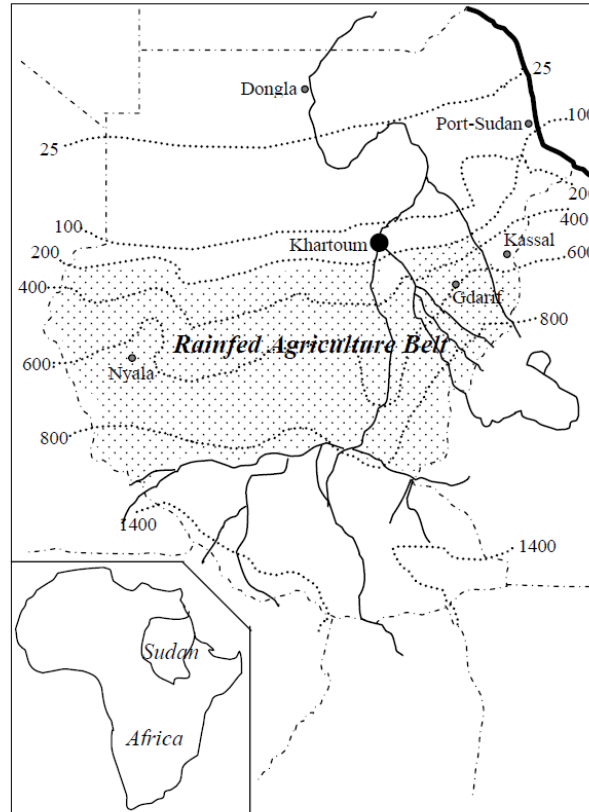 25
Dongla
100
Port-Sudan
25
200
100
400
Kassal
200
Khartoum
600
400
Gdarif
800
Rainfed Agriculture Belt
600
Nyala
800
1400
1400
Sudan
Africa